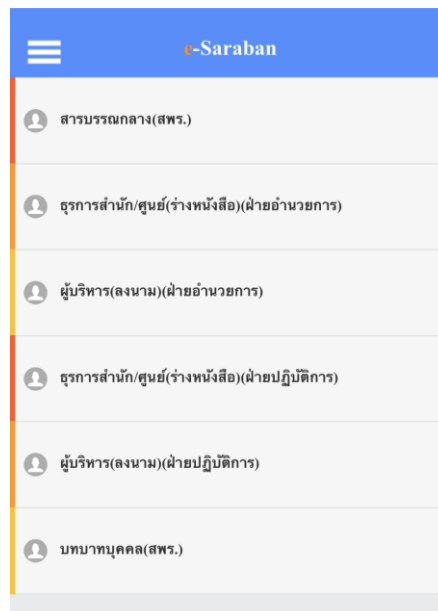 e-Saraban
สารบรรณกลาง(สพร.)
ธุรการสำนัก/ศูนย์(ร่างหนังสือ)(ฝ่ายอำนวยการ)
ผู้บริหาร(ลงนาม)(ฝ่ายอำนวยการ)
ธุรการสำนัก/ศูนย์(ร่างหนังสือ)(ฝ่ายปฏิบัติการ)
ผู้บริหาร(ลงนาม)(ฝ่ายปฏิบัติการ)
บทบาทบุคคล(สพร.)